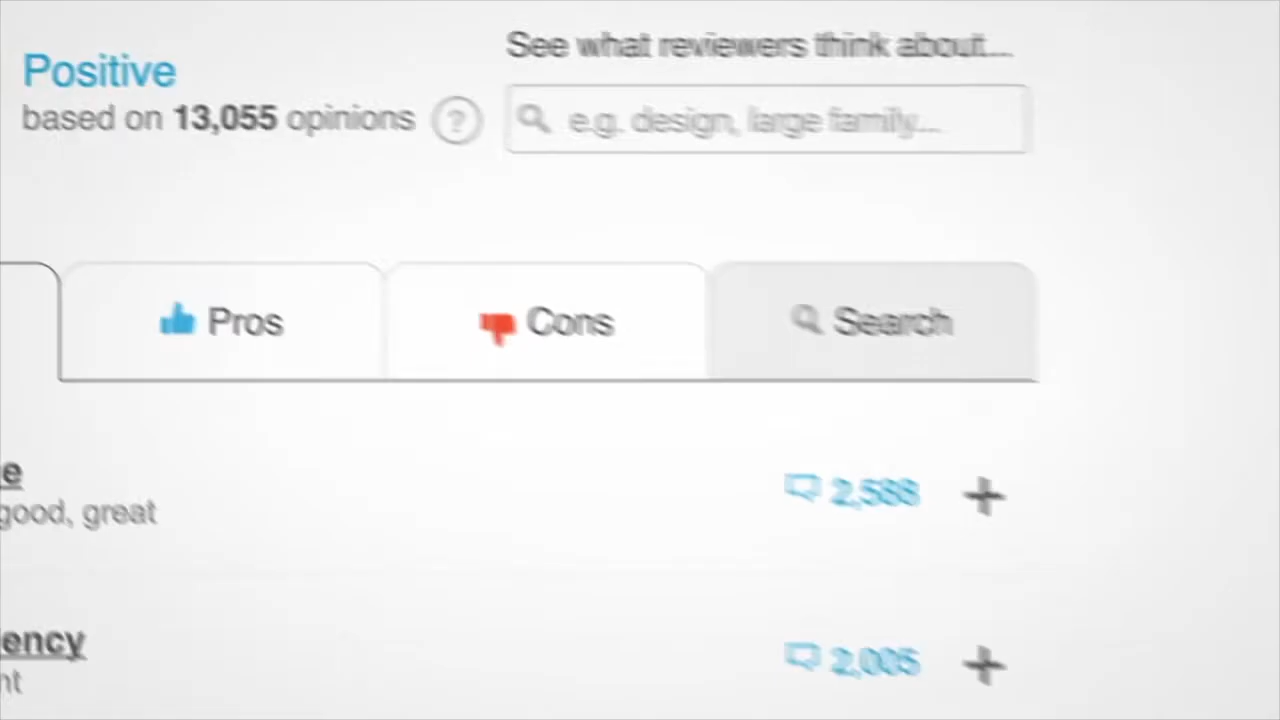 See what reviewers think about...
Positive
based on 13,055 opinions ?
e.g. design, large family...
Pros
Cons
Search
e
good, great
2,588
ency
nt
2,005